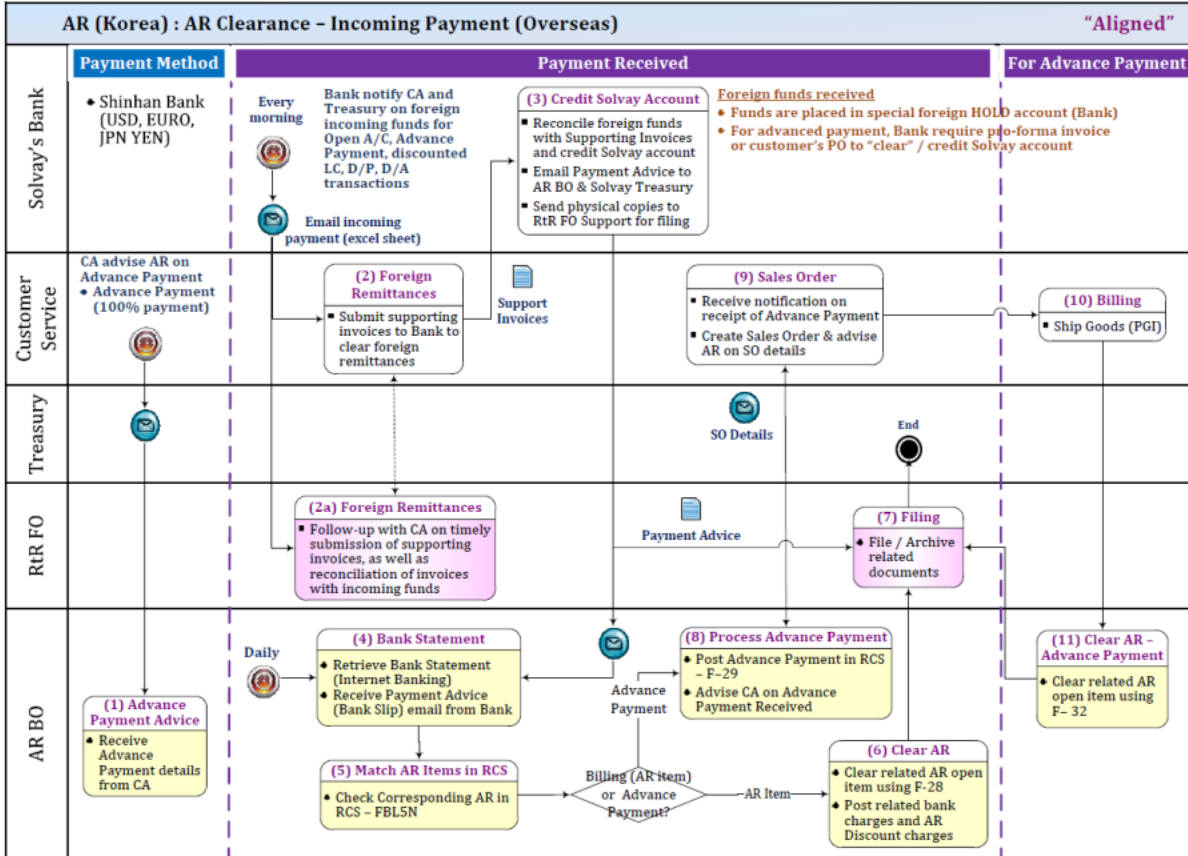 AR (Korea) : AR Clearance – Incoming Payment (Overseas)
"Aligned"
Payment Method
Payment Received
For Advance Payment
Solvay's Bank
Shinhan Bank
(USD, EURO,
JPN YEN)
Every
morning
Bank notify CA and
Treasury on foreign
incoming funds for
Open A/C, Advance
Payment, discounted
LC, D/P, D/A
transactions
Email incoming
payment (excel sheet)
(3) Credit Solvay Account
Reconcile foreign funds
with Supporting Invoices
and credit Solvay account
Email Payment Advice to
AR BO & Solvay Treasury
Send physical copies to
RtR FO Support for filing
Foreign funds received
Funds are placed in special foreign HOLD account (Bank)
For advanced payment, Bank require pro-forma invoice
or customer's PO to "clear" / credit Solvay account
Customer
Service
CA advise AR on
Advance Payment
Advance Payment
(100% payment)
(2) Foreign
Remittances
Submit supporting
invoices to Bank to
clear foreign
remittances
Support
Invoices
(9) Sales Order
Receive notification on
receipt of Advance Payment
Create Sales Order & advise
AR on SO details
(10) Billing
Ship Goods (PGI)
Treasury
SO Details
End
RtR FO
(2a) Foreign Remittances
Follow-up with CA on timely
submission of supporting
invoices, as well as
reconciliation of invoices
with incoming funds
Payment Advice
(7) Filing
File / Archive
related
documents
AR BO
(1) Advance
Payment Advice
Receive
Advance
Payment details
from CA
Daily
(4) Bank Statement
Retrieve Bank Statement
(Internet Banking)
Receive Payment Advice
(Bank Slip) email from Bank
(5) Match AR Items in RCS
Check Corresponding AR in
RCS – FBL5N
Billing (AR item)
or Advance
Payment?
Advance
Payment
AR Item
(8) Process Advance Payment
Post Advance Payment in RCS
– F–29
Advise CA on Advance
Payment Received
(6) Clear AR
Clear related AR open
item using F-28
Post related bank
charges and AR
Discount charges
(11) Clear AR –
Advance Payment
Clear related AR
open item using
F– 32